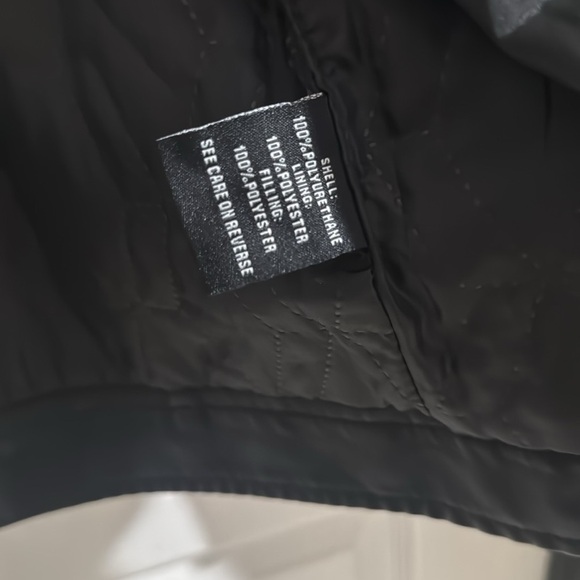 SHELL:
100%POLYURETHANE
LINING:
100%POLYESTER
FILLING:
100%POLYESTER
SEE CARE ON REVERSE